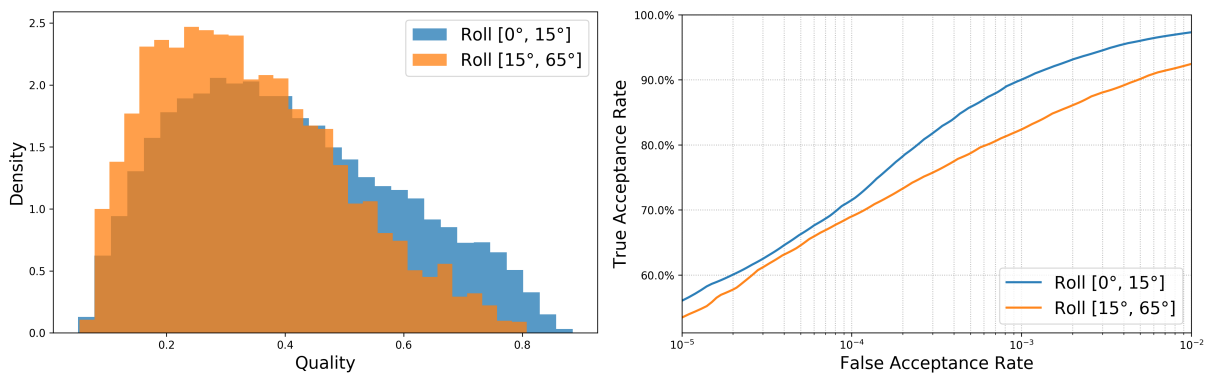 Density
2.5
2.0
1.5
1.0
0.5
0.0
0.2
0.4
0.6
0.8
Quality
Roll [0°, 15°]
Roll [15°, 65°]
True Acceptance Rate
100.0%
90.0%
80.0%
70.0%
60.0%
10⁻⁵
10⁻⁴
10⁻³
10⁻²
False Acceptance Rate
Roll [0°, 15°]
Roll [15°, 65°]